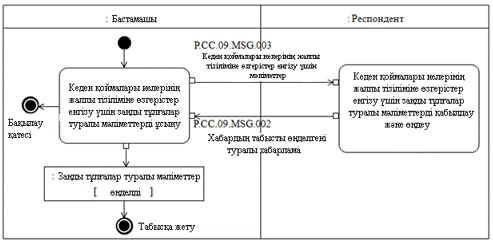 : Бастамашы
: Респондент
P.CC.09.MSG.003
Кеден қоймалары иелерінің жалпы
тізіліміне өзгерістер енгізу үшін
мәліметтер
Кеден қоймалары иелерінің
жалпы тізіліміне өзгерістер
енгізу үшін заңды тұлғалар
туралы мәліметтерді ұсыну
Кеден қоймалары иелерінің
жалпы тізіліміне өзгерістер
енгізу үшін заңды тұлғалар
туралы мәліметтерді қабылдау
және өңдеу
Бақылау
қатесі
P.CC.09.MSG.002
Хабардың табысты өңделгені
туралы хабарлама
: Заңды тұлғалар туралы мәліметтер
[ өңделді ]
Табысқа жету